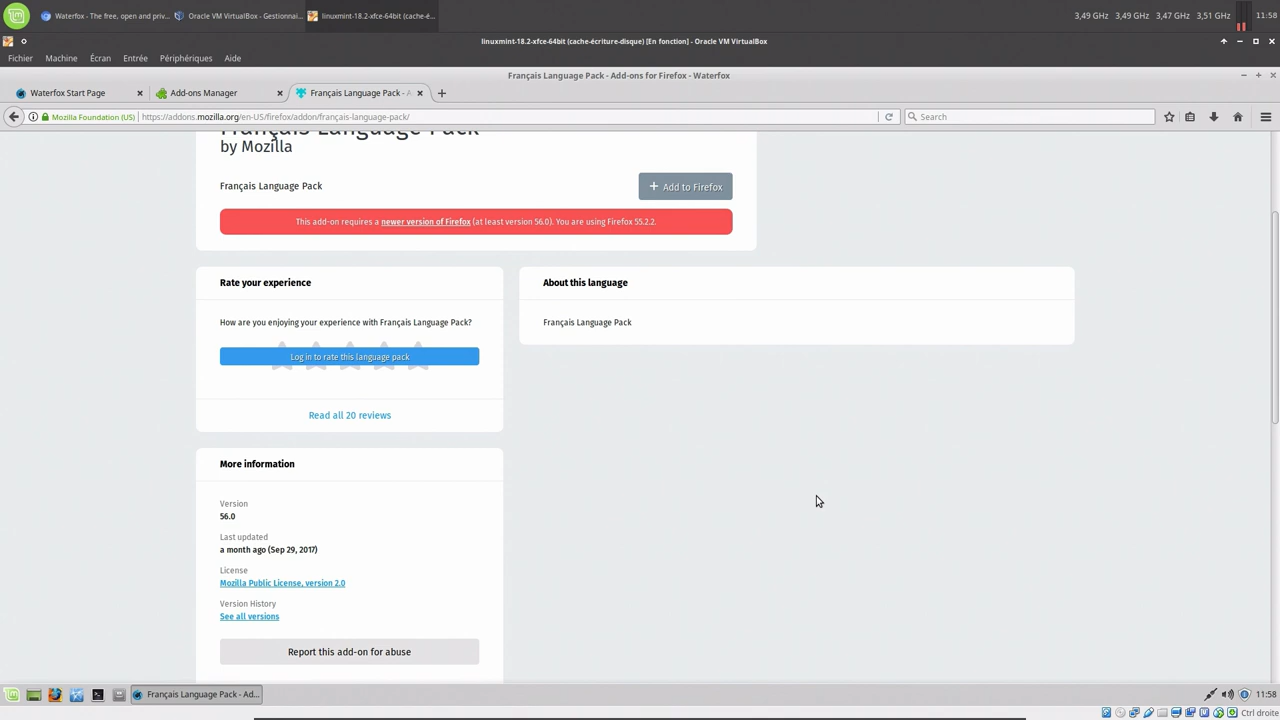 Waterfox - The free, open and priv...
Oracle VM VirtualBox - Gestionnai...
linuxmint-18.2-xfce-64bit (cache-é...
3,49 GHz 3,49 GHz 3,47 GHz 3,51 GHz
11:58
linuxmint-18.2-xfce-64bit (cache-écriture-disque) [En fonction] - Oracle VM VirtualBox
Fichier Machine Écran Entrée Périphériques Aide
Français Language Pack - Add-ons for Firefox - Waterfox
Waterfox Start Page
Add-ons Manager
Français Language Pack - A...
Mozilla Foundation (US)
https://addons.mozilla.org/en-US/firefox/addon/français-language-pack/
Search
Français Language Pack
by Mozilla
Français Language Pack
+ Add to Firefox
This add-on requires a newer version of Firefox (at least version 56.0). You are using Firefox 55.2.2.
Rate your experience
How are you enjoying your experience with Français Language Pack?
Log in to rate this language pack
Read all 20 reviews
About this language
Français Language Pack
More information
Version
56.0
Last updated
a month ago (Sep 29, 2017)
License
Mozilla Public License, version 2.0
Version History
See all versions
Report this add-on for abuse
Français Language Pack - Ad...
11:58
Ctrl droite